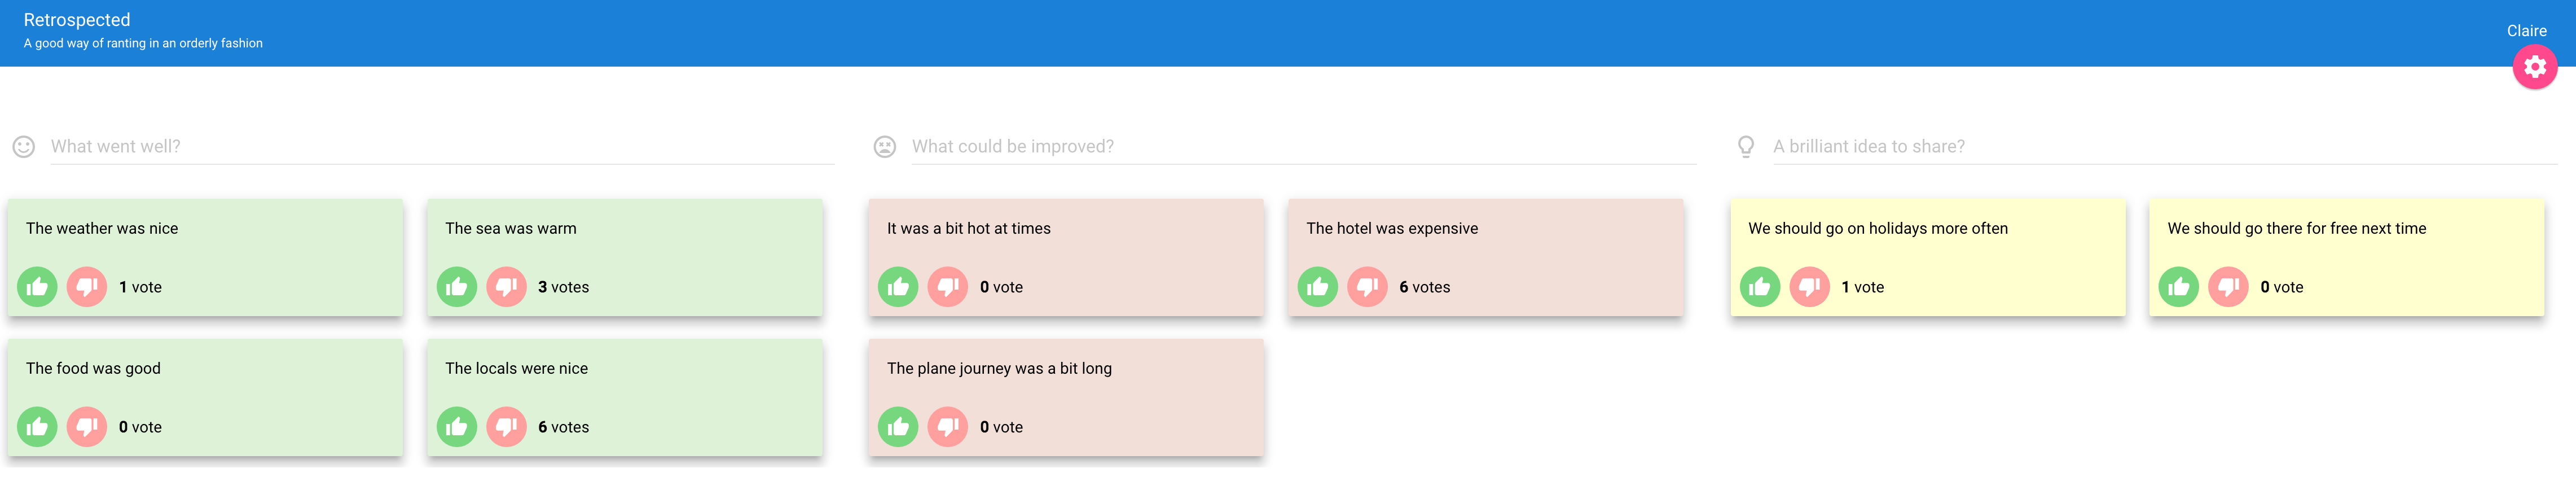 Retrospected
A good way of ranting in an orderly fashion
Claire
What went well?
What could be improved?
A brilliant idea to share?
The weather was nice
1 vote
The sea was warm
3 votes
The food was good
0 vote
The locals were nice
6 votes
It was a bit hot at times
0 vote
The hotel was expensive
6 votes
The plane journey was a bit long
0 vote
We should go on holidays more often
1 vote
We should go there for free next time
0 vote